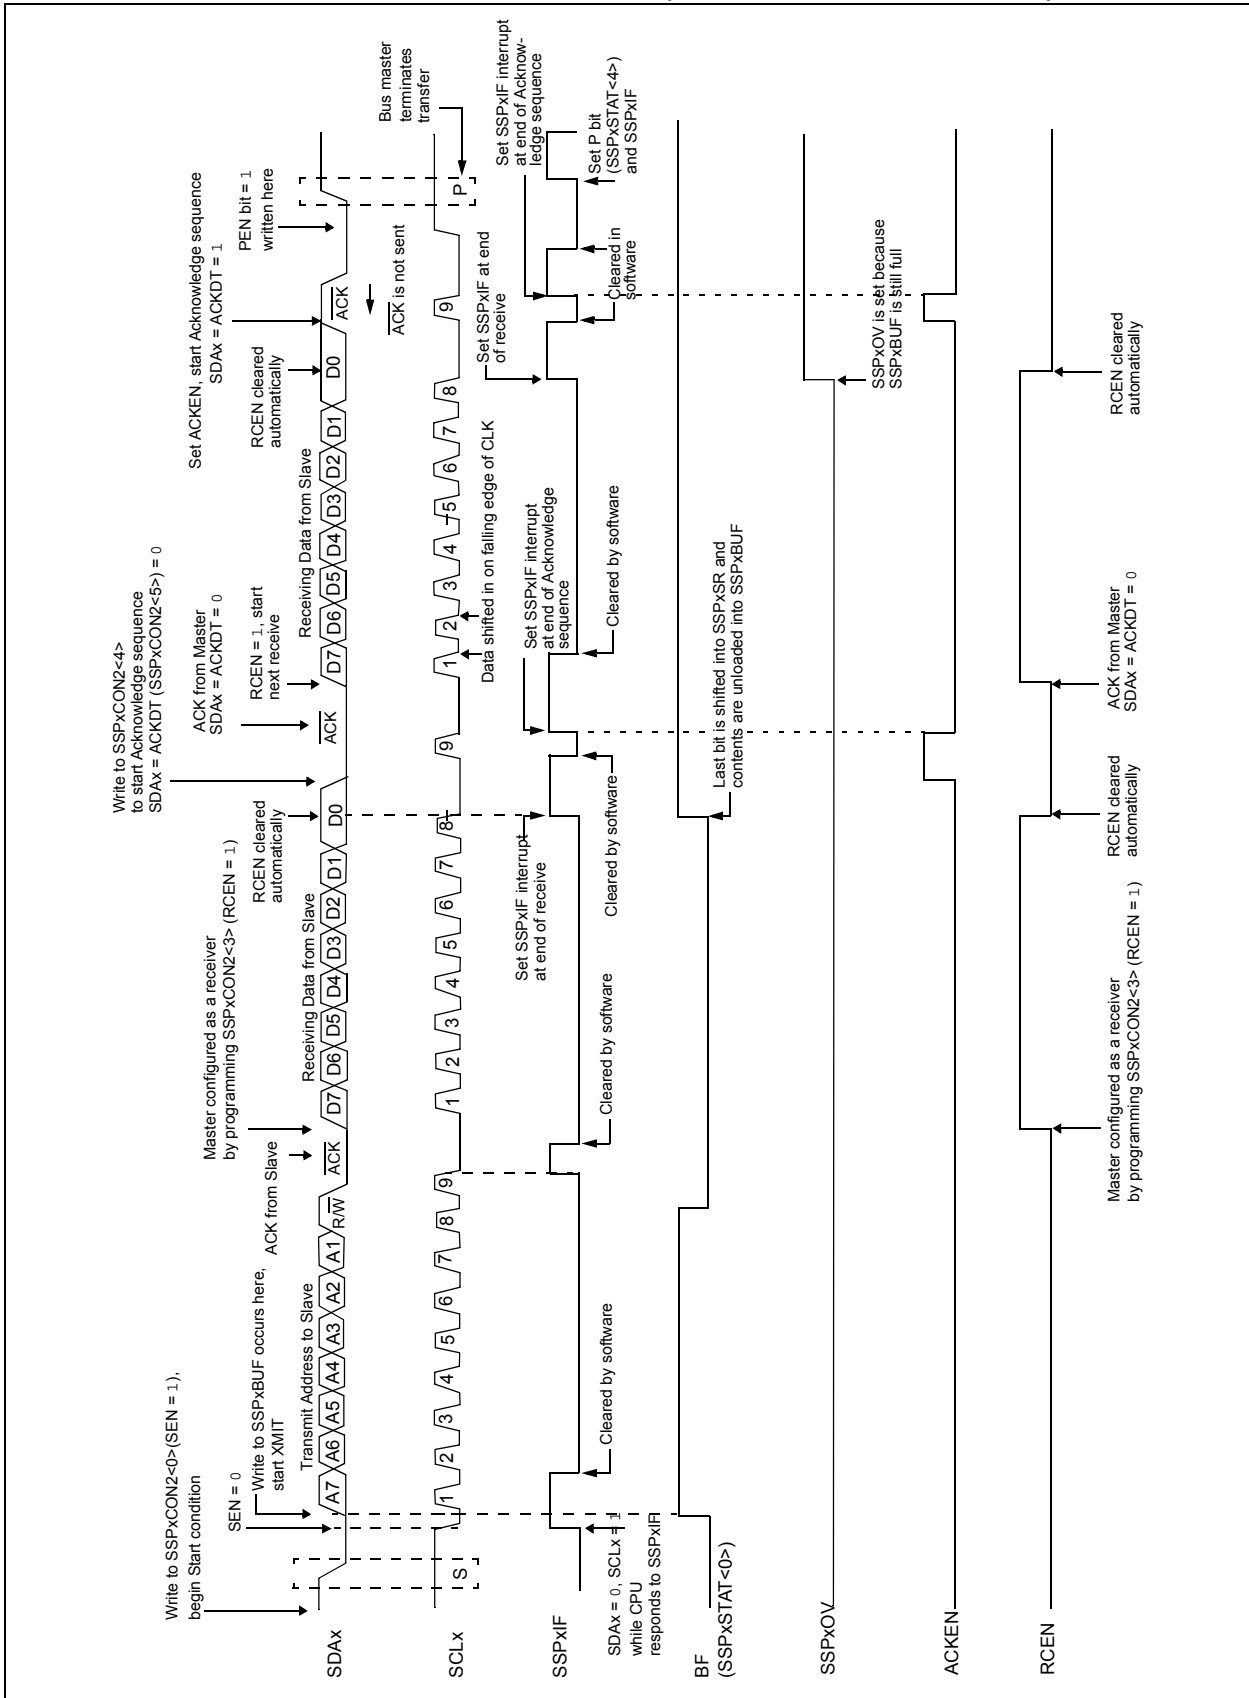 Write to SSPxCON2<0>(SEN = 1),
begin Start condition
SEN = 0
Write to SSPxBUF occurs here,
start XMIT
ACK from Slave
Master configured as a receiver
by programming SSPxCON2<3> (RCEN = 1)
RCEN cleared
automatically
Write to SSPxCON2<4>
to start Acknowledge sequence
SDAx = ACKDT (SSPxCON2<5>) = 0
ACK from Master
SDAx = ACKDT = 0
RCEN = 1, start
next receive
RCEN cleared
automatically
Set ACKEN, start Acknowledge sequence
SDAx = ACKDT = 1
PEN bit = 1
written here
Transmit Address to Slave
Receiving Data from Slave
Receiving Data from Slave
SDAx
A7 A6 A5 A4 A3 A2 A1 R/W ACK D7 D6 D5 D4 D3 D2 D1 D0 ACK D7 D6 D5 D4 D3 D2 D1 D0 ACK
ACK is not sent
Bus master
terminates
transfer
SCLx
S 1 2 3 4 5 6 7 8 9 1 2 3 4 5 6 7 8 9 1 2 3 4 5 6 7 8 9 P
Data shifted in on falling edge of CLK
Set SSPxIF interrupt
at end of receive
Set SSPxIF interrupt
at end of Acknowledge
sequence
Set SSPxIF at end
of receive
Set SSPxIF interrupt
at end of Acknow-
ledge sequence
SSPxIF
SDAx = 0, SCLx = 1
while CPU
responds to SSPxIF
Cleared by software
Cleared by software
Cleared by software
Cleared by software
Cleared in
software
Set P bit
(SSPxSTAT<4>)
and SSPxIF
BF
(SSPxSTAT<0>)
Last bit is shifted into SSPxSR and
contents are unloaded into SSPxBUF
SSPxOV
SSPxOV is set because
SSPxBUF is still full
ACKEN
RCEN
Master configured as a receiver
by programming SSPxCON2<3> (RCEN = 1)
RCEN cleared
automatically
ACK from Master
SDAx = ACKDT = 0
RCEN cleared
automatically